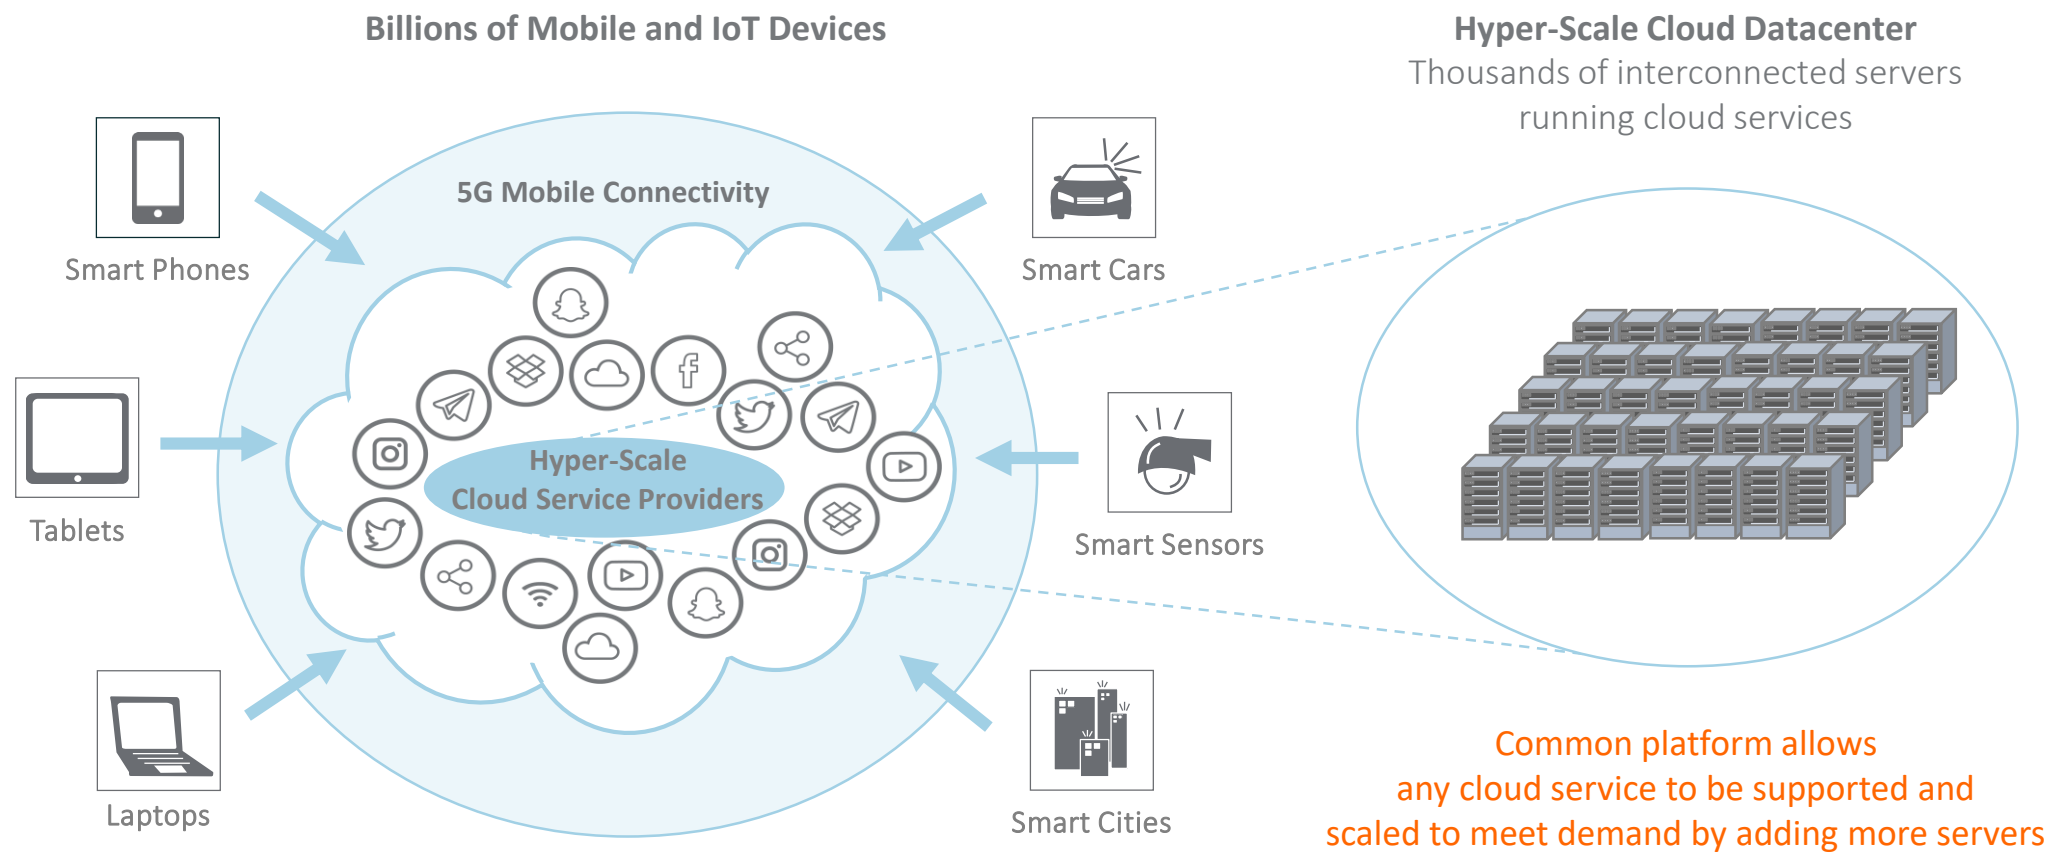 Billions of Mobile and IoT Devices
Hyper-Scale Cloud Datacenter
Thousands of interconnected servers
running cloud services
5G Mobile Connectivity
Smart Phones
Smart Cars
Hyper-Scale
Cloud Service Providers
Tablets
Smart Sensors
Laptops
Smart Cities
Common platform allows
any cloud service to be supported and
scaled to meet demand by adding more servers